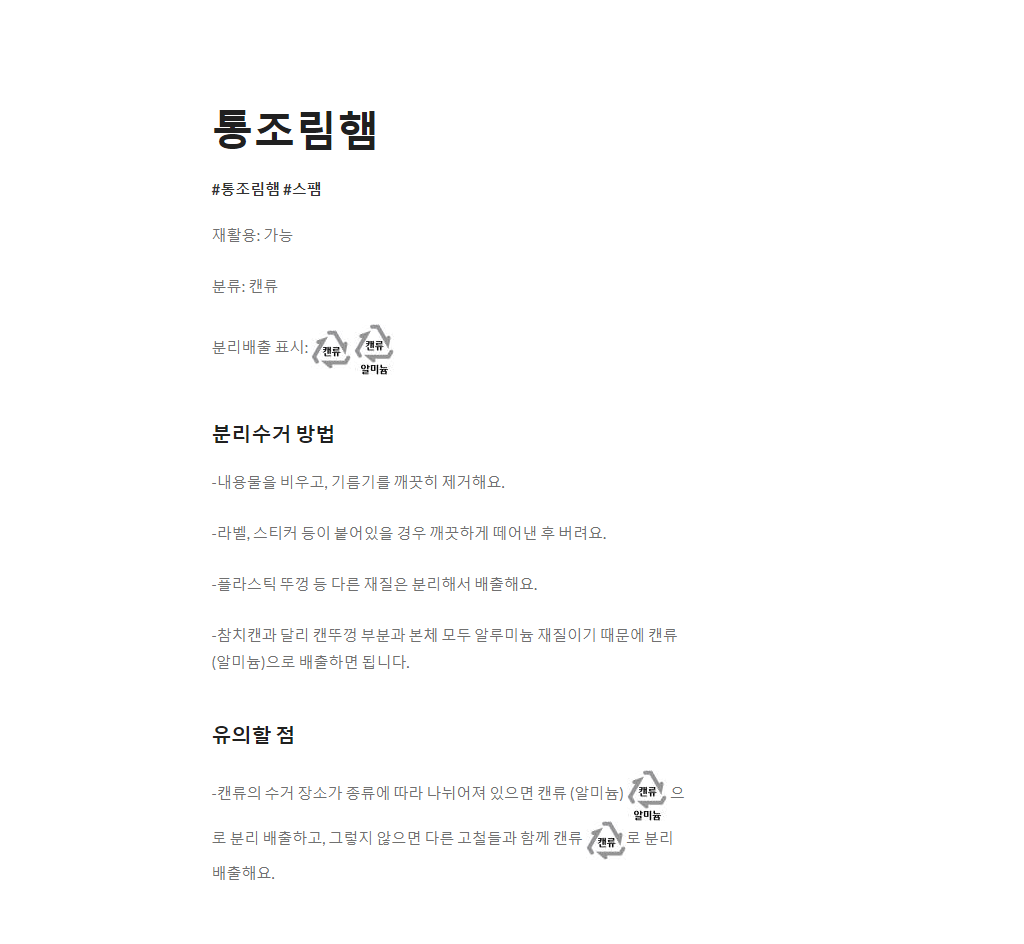 통조림햄
#통조림햄 #스팸
재활용: 가능
분류: 캔류
분리배출 표시: 캔류 캔류
알미늄
분리수거 방법
-내용물을 비우고, 기름기를 깨끗히 제거해요.
-라벨, 스티커 등이 붙어있을 경우 깨끗하게 떼어낸 후 버려요.
-플라스틱 뚜껑 등 다른 재질은 분리해서 배출해요.
-참치캔과 달리 캔뚜껑 부분과 본체 모두 알루미늄 재질이기 때문에 캔류
(알미늄)으로 배출하면 됩니다.
유의할 점
-캔류의 수거 장소가 종류에 따라 나뉘어져 있으면 캔류 (알미늄) 캔류 으
알미늄
로 분리 배출하고, 그렇지 않으면 다른 고철들과 함께 캔류 캔류 로 분리
배출해요.